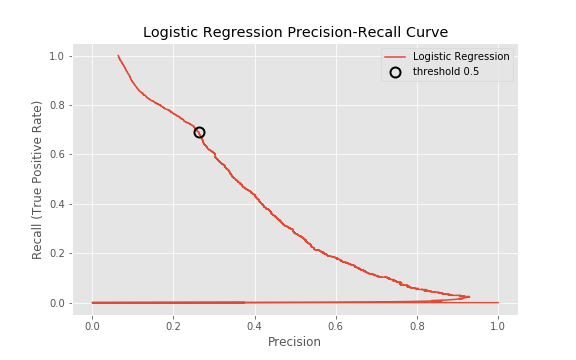 Logistic Regression Precision-Recall Curve
Logistic Regression
threshold 0.5
Recall (True Positive Rate)
1.0
0.8
0.6
0.4
0.2
0.0
0.0 0.2 0.4 0.6 0.8 1.0
Precision